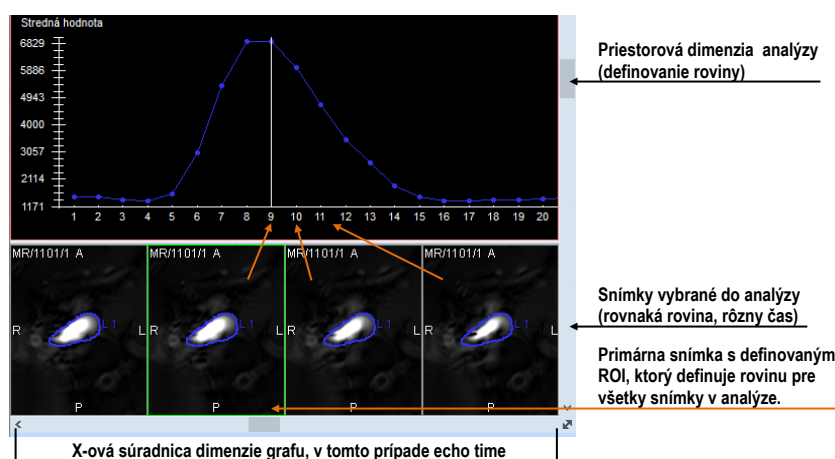 Stredná hodnota
6829
5886
4943
4000
3057
2114
1171
1 2 3 4 5 6 7 8 9 10 11 12 13 14 15 16 17 18 19 20
Priestorová dimenzia analýzy
(definovanie roviny)
MR/1101/1 A MR/1101/1 A MR/1101/1 A MR/1101/1 A
R L 1 L R L 1 L R L 1 L R L 1 L
P P P P
Snímky vybrané do analýzy
(rovnaká rovina, rôzny čas)
Primárna snímka s definovaným
ROI, ktorý definuje rovinu pre
všetky snímky v analýze.
X-ová súradnica dimenzie grafu, v tomto prípade echo time